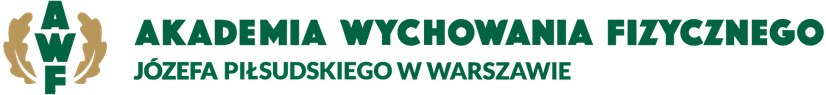 AWF
AKADEMIA WYCHOWANIA FIZYCZNEGO
JÓZEFA PIŁSUDSKIEGO W WARSZAWIE